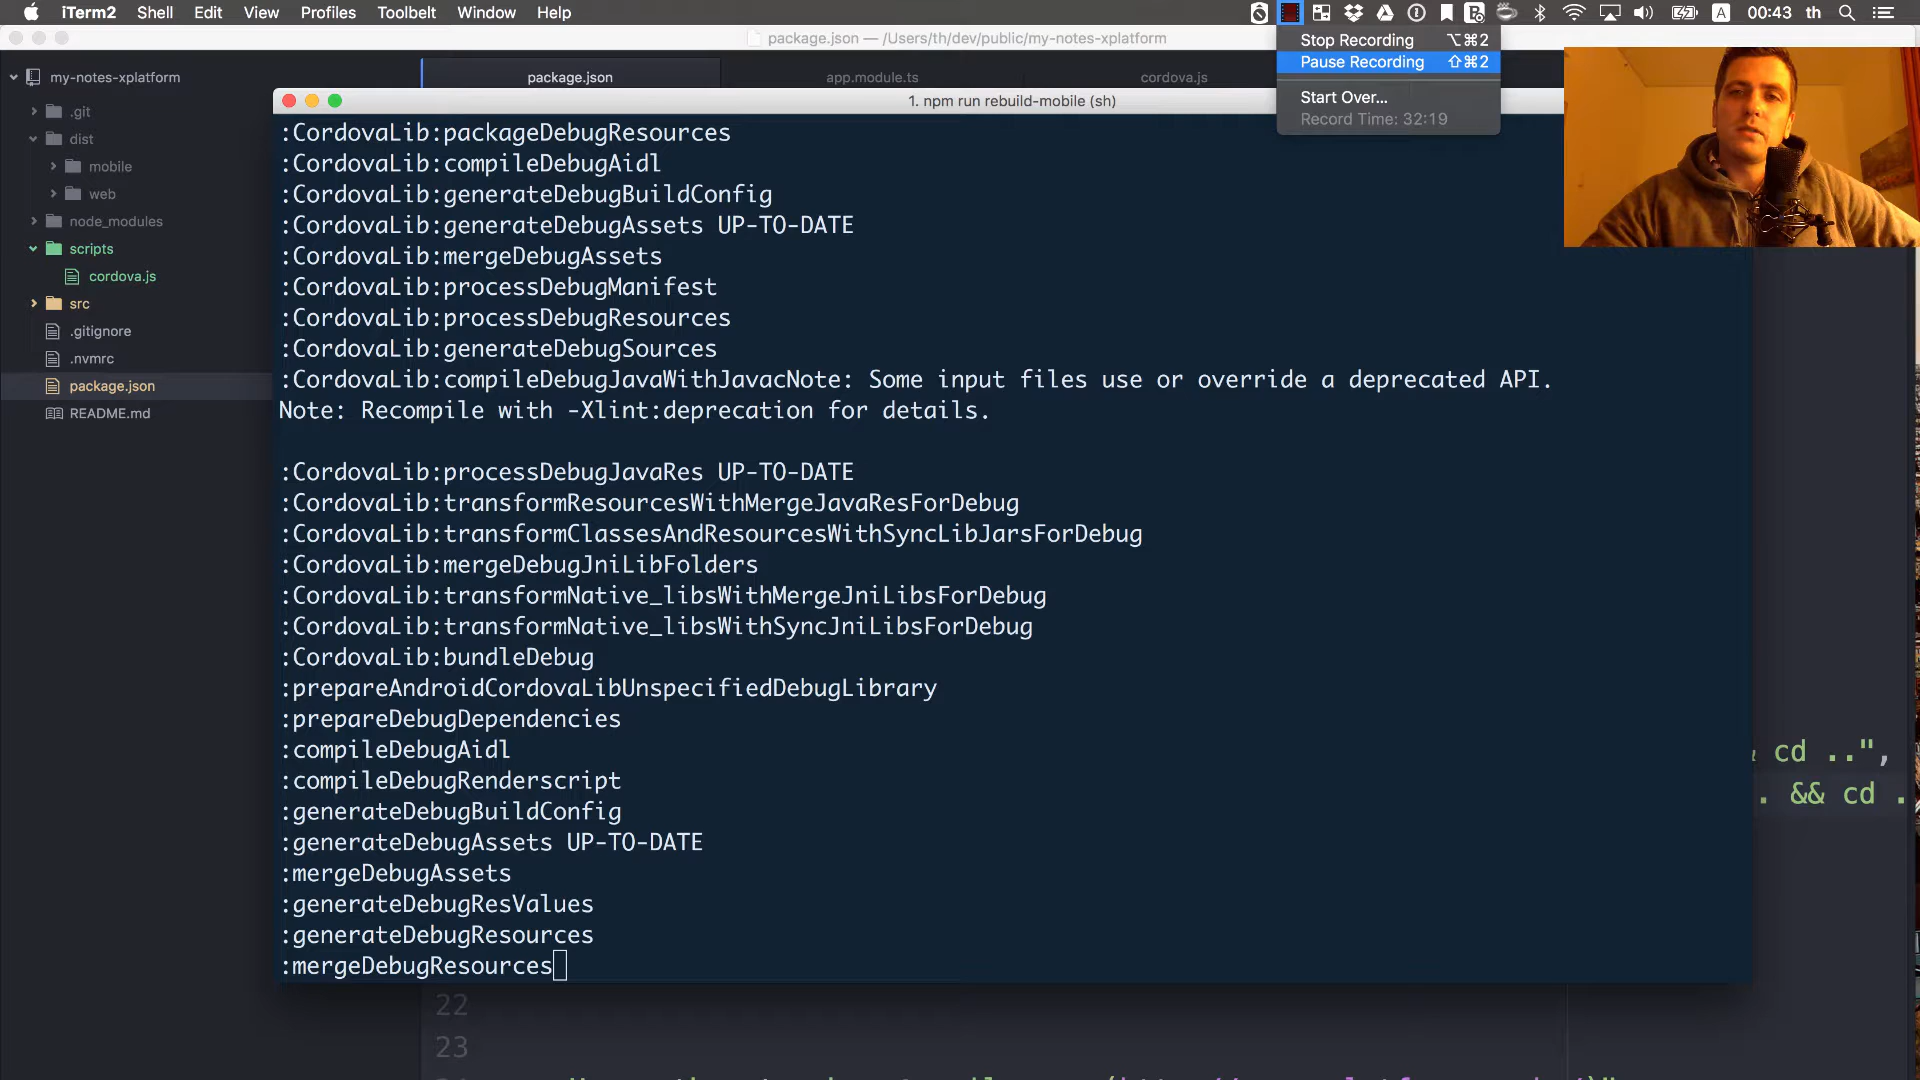 iTerm2 Shell Edit View Profiles Toolbelt Window Help 00:43 th
package.json — /Users/th/dev/public/my-notes-xplatform
Stop Recording ⌥⌘2
Pause Recording ⇧⌘2
Start Over...
Record Time: 32:19
my-notes-xplatform
.git
dist
mobile
web
node_modules
scripts
cordova.js
src
.gitignore
.nvmrc
package.json
README.md
package.json app.module.ts cordova.js
1. npm run rebuild-mobile (sh)
:CordovaLib:packageDebugResources
:CordovaLib:compileDebugAidl
:CordovaLib:generateDebugBuildConfig
:CordovaLib:generateDebugAssets UP-TO-DATE
:CordovaLib:mergeDebugAssets
:CordovaLib:processDebugManifest
:CordovaLib:processDebugResources
:CordovaLib:generateDebugSources
:CordovaLib:compileDebugJavaWithJavacNote: Some input files use or override a deprecated API.
Note: Recompile with -Xlint:deprecation for details.
:CordovaLib:processDebugJavaRes UP-TO-DATE
:CordovaLib:transformResourcesWithMergeJavaResForDebug
:CordovaLib:transformClassesAndResourcesWithSyncLibJarsForDebug
:CordovaLib:mergeDebugJniLibFolders
:CordovaLib:transformNative_libsWithMergeJniLibsForDebug
:CordovaLib:transformNative_libsWithSyncJniLibsForDebug
:CordovaLib:bundleDebug
:prepareAndroidCordovaLibUnspecifiedDebugLibrary
:prepareDebugDependencies
:compileDebugAidl
:compileDebugRenderscript
:generateDebugBuildConfig
:generateDebugAssets UP-TO-DATE
:mergeDebugAssets
:generateDebugResValues
:generateDebugResources
:mergeDebugResources
cd ..",
. && cd .
22
23